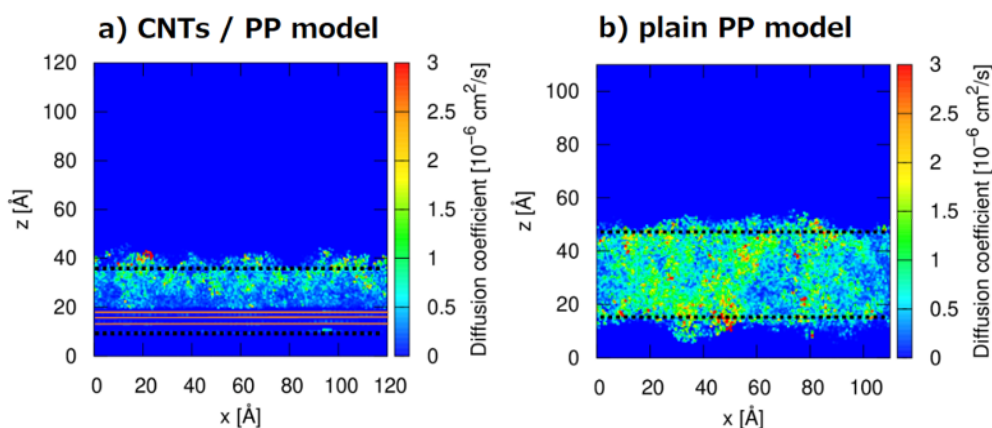 a) CNTs / PP model
120
100
80
60
40
20
0
z [Å]
0 20 40 60 80 100 120
x [Å]
3
2.5
2
1.5
1
0.5
0
Diffusion coefficient [10⁻⁶ cm²/s]
b) plain PP model
100
80
60
40
20
0
z [Å]
0 20 40 60 80 100
x [Å]
3
2.5
2
1.5
1
0.5
0
Diffusion coefficient [10⁻⁶ cm²/s]